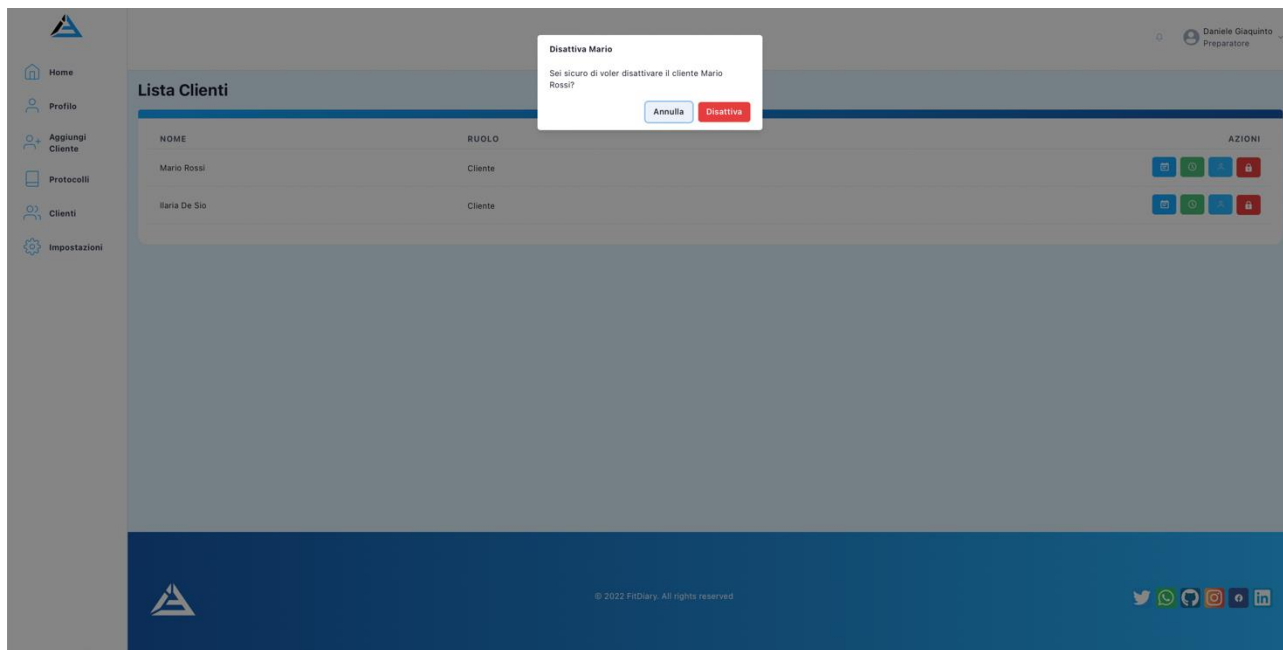 Daniele Giaquinto
Preparatore
Disattiva Mario
Sei sicuro di voler disattivare il cliente Mario
Rossi?
Annulla
Disattiva
Home
Profilo
Aggiungi
Cliente
Protocolli
Clienti
Impostazioni
Lista Clienti
NOME RUOLO AZIONI
Mario Rossi Cliente
Ilaria De Sio Cliente
© 2022 FitDiary. All rights reserved